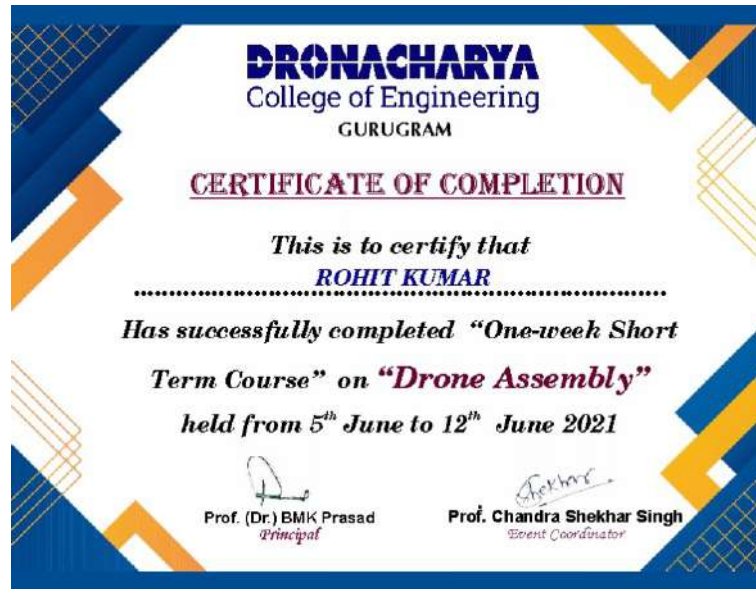 DRONACHARYA
College of Engineering
GURUGRAM
CERTIFICATE OF COMPLETION
This is to certify that
ROHIT KUMAR
Has successfully completed "One-week Short
Term Course" on "Drone Assembly"
held from 5th June to 12th June 2021
Shekhar
Prof. (Dr.) BMK Prasad
Prof. Chandra Shekhar Singh
Principal
Event Coordinator